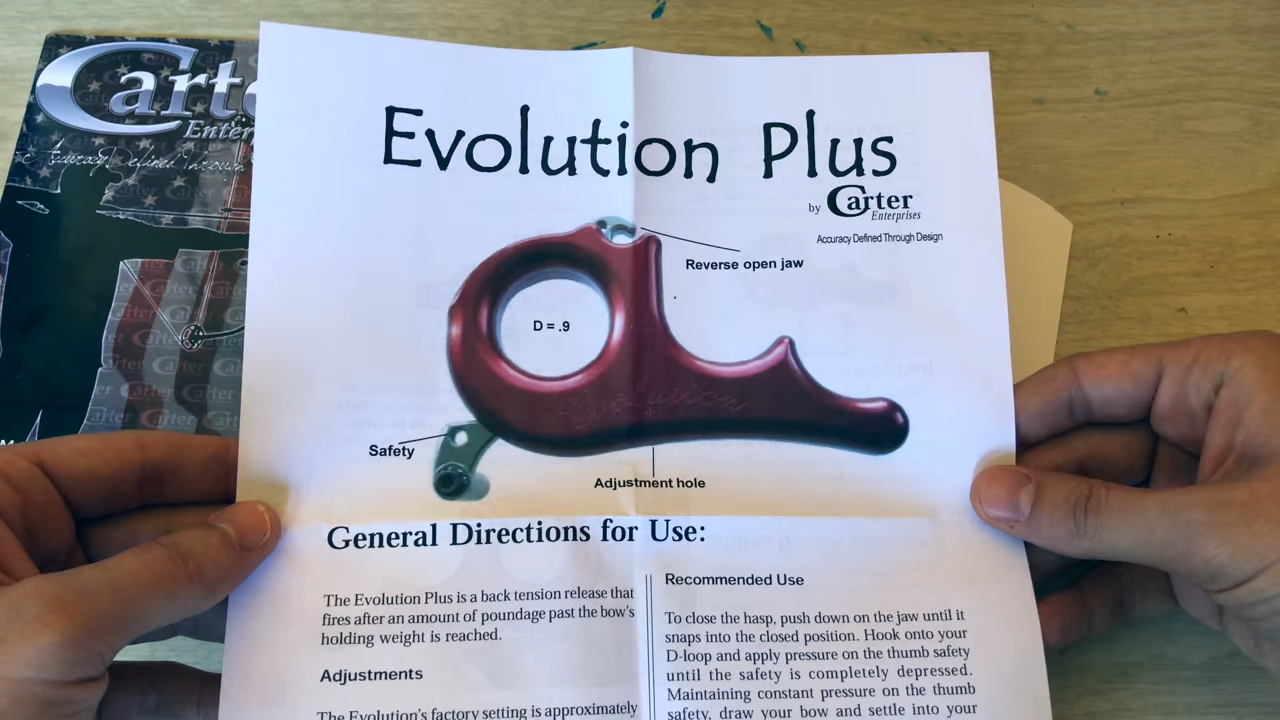 Carter
Enter
Accuracy Defined Through
Evolution Plus
by Carter
Enterprises
Accuracy Defined Through Design
Reverse open jaw
D = .9
Evolution
Safety
Adjustment hole
General Directions for Use:
The Evolution Plus is a back tension release that
fires after an amount of poundage past the bow's
holding weight is reached.
Adjustments
The Evolution's factory setting is approximately
Recommended Use
To close the hasp, push down on the jaw until it
snaps into the closed position. Hook onto your
D-loop and apply pressure on the thumb safety
until the safety is completely depressed.
Maintaining constant pressure on the thumb
safety, draw your bow and settle into your